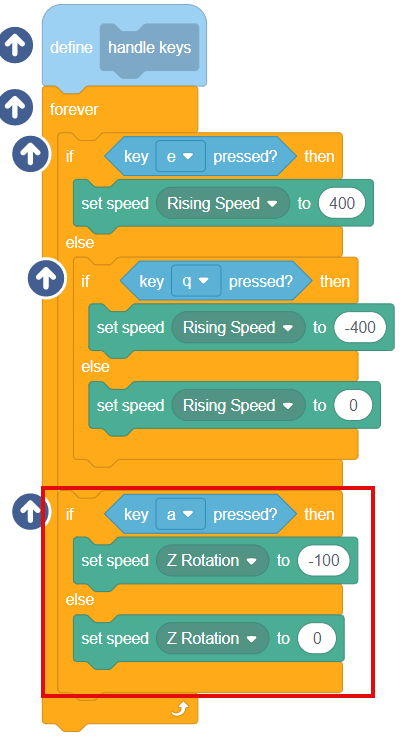 define handle keys
forever
if key e pressed? then
set speed Rising Speed to 400
else
if key q pressed? then
set speed Rising Speed to -400
else
set speed Rising Speed to 0
if key a pressed? then
set speed Z Rotation to -100
else
set speed Z Rotation to 0